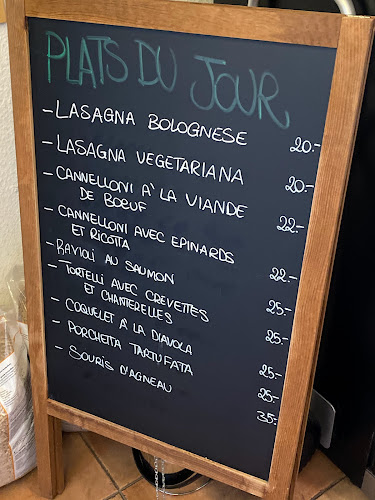 PLATS DU JOUR
- LASAGNA BOLOGNESE 20.-
- LASAGNA VEGETARIANA 20.-
- CANNELLONI À LA VIANDE
DE BOEUF 22.-
- CANNELLONI AVEC EPINARDS
ET RICOTTA 22.-
- RAVIOLI AU SAUMON 25.-
- TORTELLI AVEC CREVETTES
ET CHANTERELLES 25.-
- COQUELET À LA DIAVOLA 25.-
- PORCHETTA TARTUFATA 25.-
- SOURIS D'AGNEAU 35.-